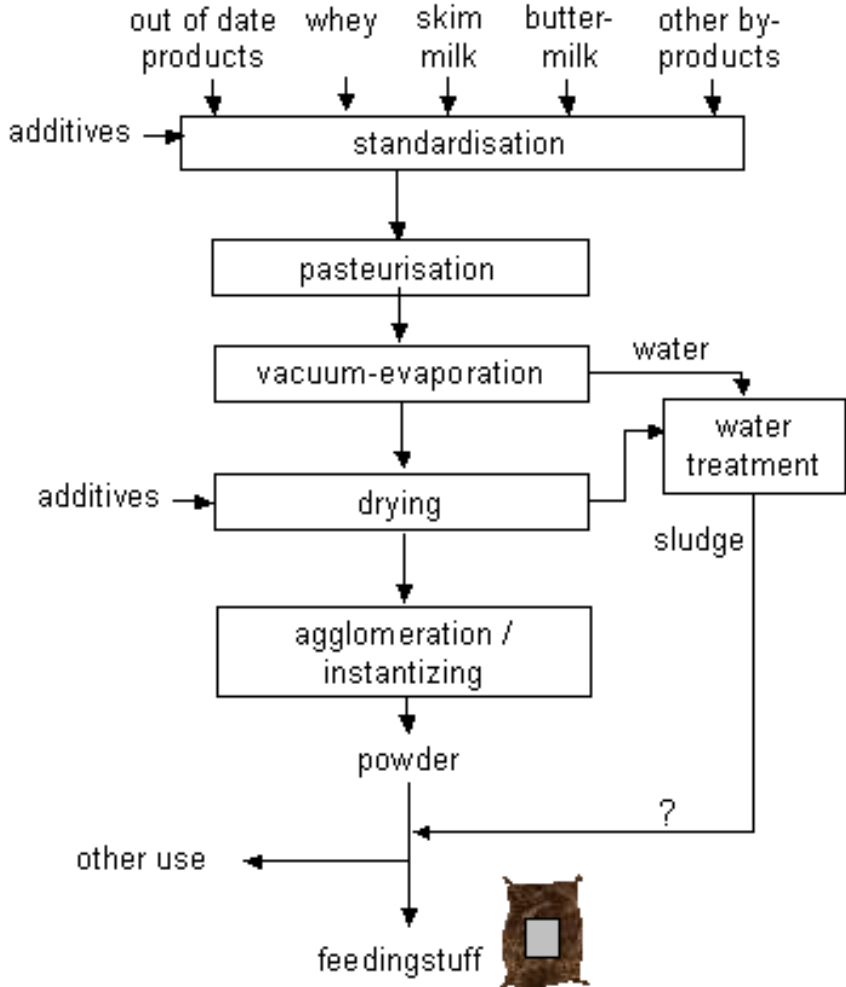 out of date
products
whey
skim
milk
butter-
milk
other by-
products
additives
standardisation
pasteurisation
vacuum-evaporation
water
water
treatment
additives
drying
sludge
agglomeration /
instantizing
powder
?
other use
feedingstuff